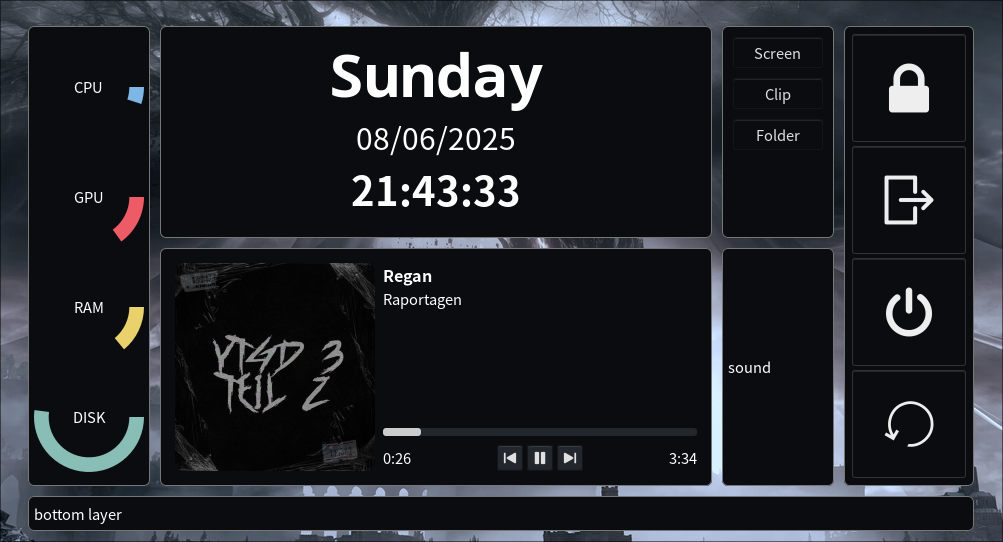 CPU
GPU
RAM
DISK
Sunday
08/06/2025
21:43:33
Screen
Clip
Folder
YTGD 3
TEIL 2
Regan
Raportagen
0:26
3:34
sound
bottom layer